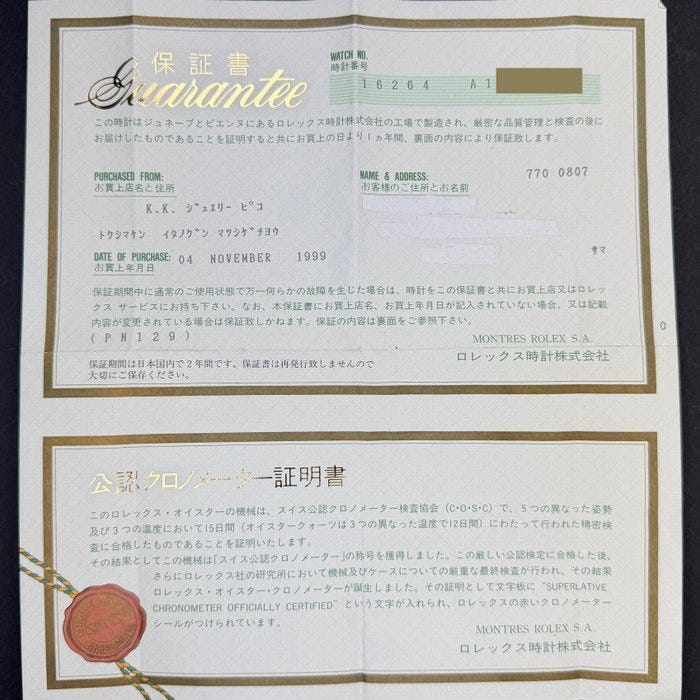 保証書
Guarantee
WATCH NO.
時計番号
16264 A1
この時計はジュネーブとビエンヌにあるロレックス時計株式会社の工場で製造され、厳密な品質管理と検査の後に
お届けしたものであることを証明すると共にお買上の日より1ヵ年間、裏面の内容により保証致します。
PURCHASED FROM:
お買上店名と住所
K.K. ジュエリー ピコ
トクシマケン イタノグン マツシゲチヨウ
NAME & ADDRESS:
お客様のご住所とお名前
770 0807
サマ
DATE OF PURCHASE:
お買上年月日
04 NOVEMBER 1999
保証期間中に通常のご使用状態で万一何らかの故障を生じた場合は、時計をこの保証書と共にお買上店又はロレッ
クス サービスにお持ち下さい。なお、本保証書にお買上店名、お買上年月日が記入されていない場合、又は記載
内容が変更されている場合は保証致しかねます。保証の内容は裏面をご参照下さい。
(PN129)
MONTRES ROLEX S.A.
ロレックス時計株式会社
保証期間は日本国内で2年間です。保証書は再発行致しませんので
大切にご保存ください。
0
公認クロノメーター証明書
このロレックス・オイスターの機械は、スイス公認クロノメーター検査協会(C・O・S・C)で、5つの異なった姿勢
及び3つの温度において15日間(オイスタークォーツは3つの異なった温度で12日間)にわたって行われた精密検
査に合格したものであることを証明いたします。
その結果としてこの機械は「スイス公認クロノメーター」の称号を獲得しました。この厳しい公認検定に合格した後、
さらにロレックス社の研究所において機械及びケースについての厳重な最終検査が行われ、その結果
ロレックス・オイスター・クロノメーターが誕生しました。その証明として文字板に "SUPERLATIVE
CHRONOMETER OFFICIALLY CERTIFIED" という文字が入れられ、ロレックスの赤いクロノメーター
シールがつけられています。
MONTRES ROLEX S.A.
ロレックス時計株式会社